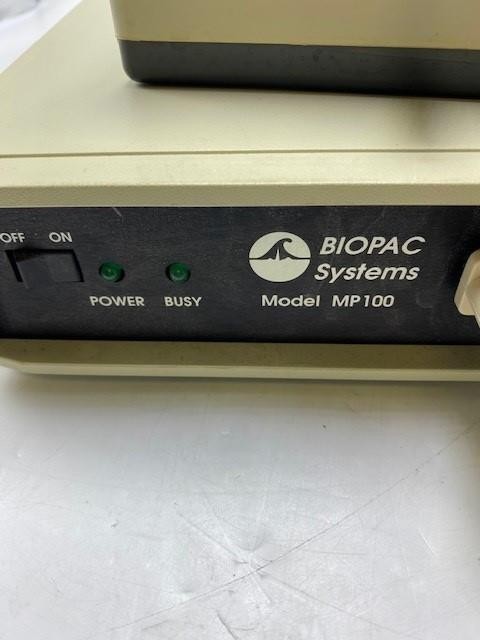 OFF ON
POWER BUSY
BIOPAC
Systems
Model MP100